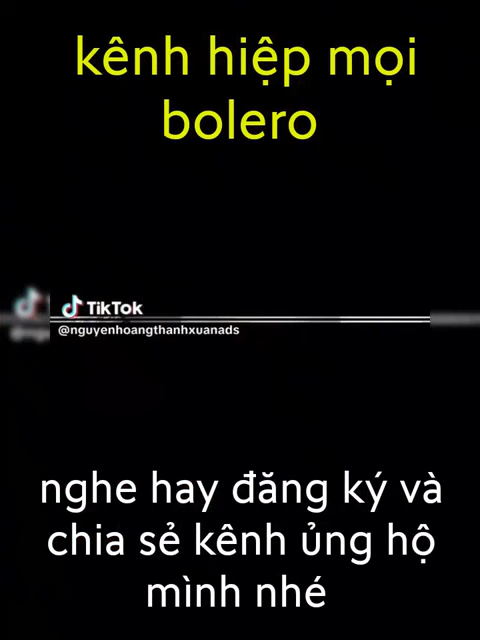 kênh hiệp mọi
bolero
TikTok
@nguyenhoangthanhxuanads
nghe hay đăng ký và
chia sẻ kênh ủng hộ
mình nhé